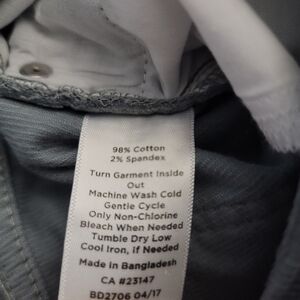 98% Cotton
2% Spandex
Turn Garment Inside
Out
Machine Wash Cold
Gentle Cycle
Only Non-Chlorine
Bleach When Needed
Tumble Dry Low
Cool Iron, if Needed
Made in Bangladesh
CA #23147
BD2706 04/17